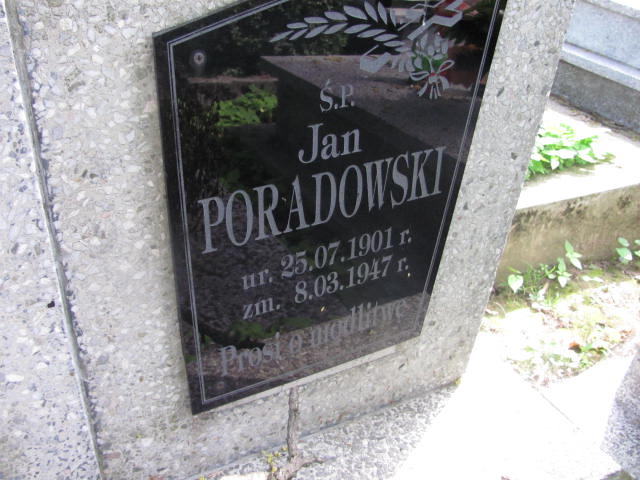 Ś.P.
Jan
PORADOWSKI
ur. 25.07.1901 r.
zm. 8.03.1947 r.
Prosi o modlitwę